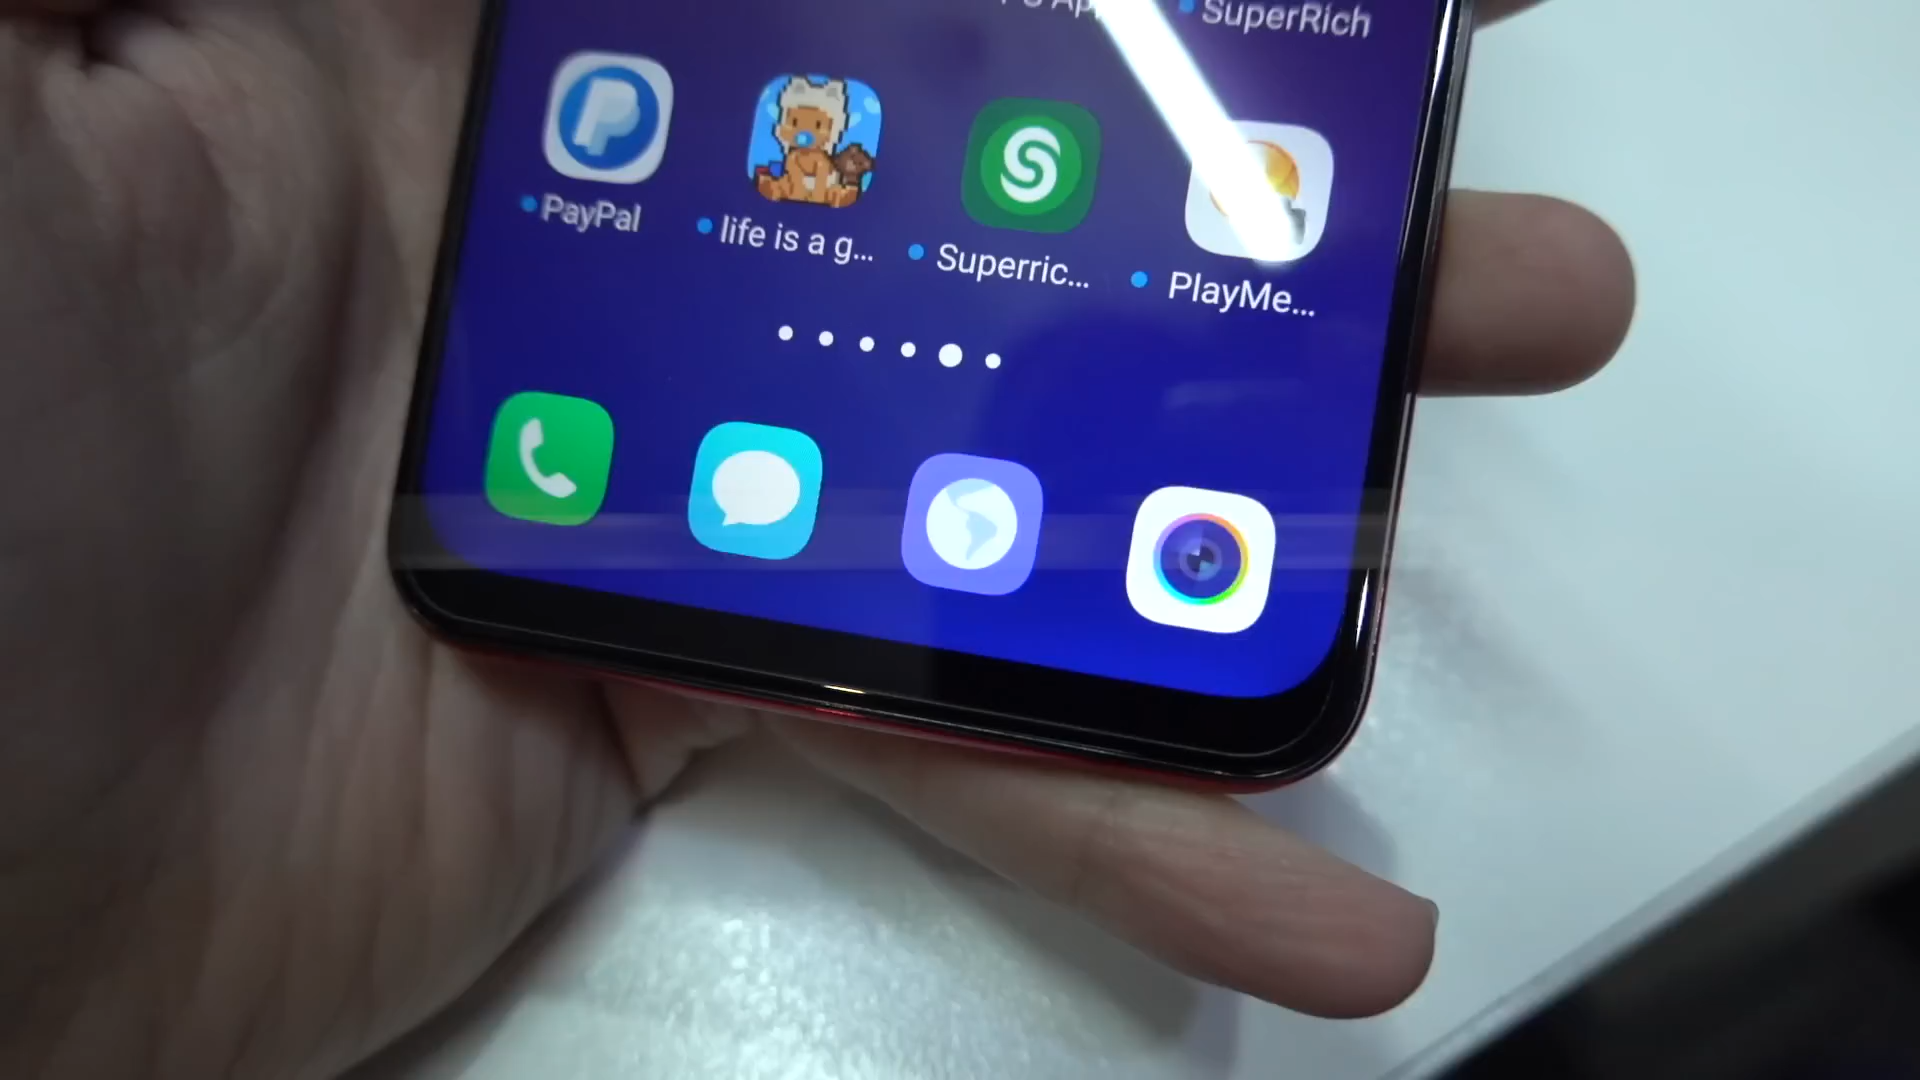 SuperRich
PayPal
life is a g...
Superric...
PlayMe...